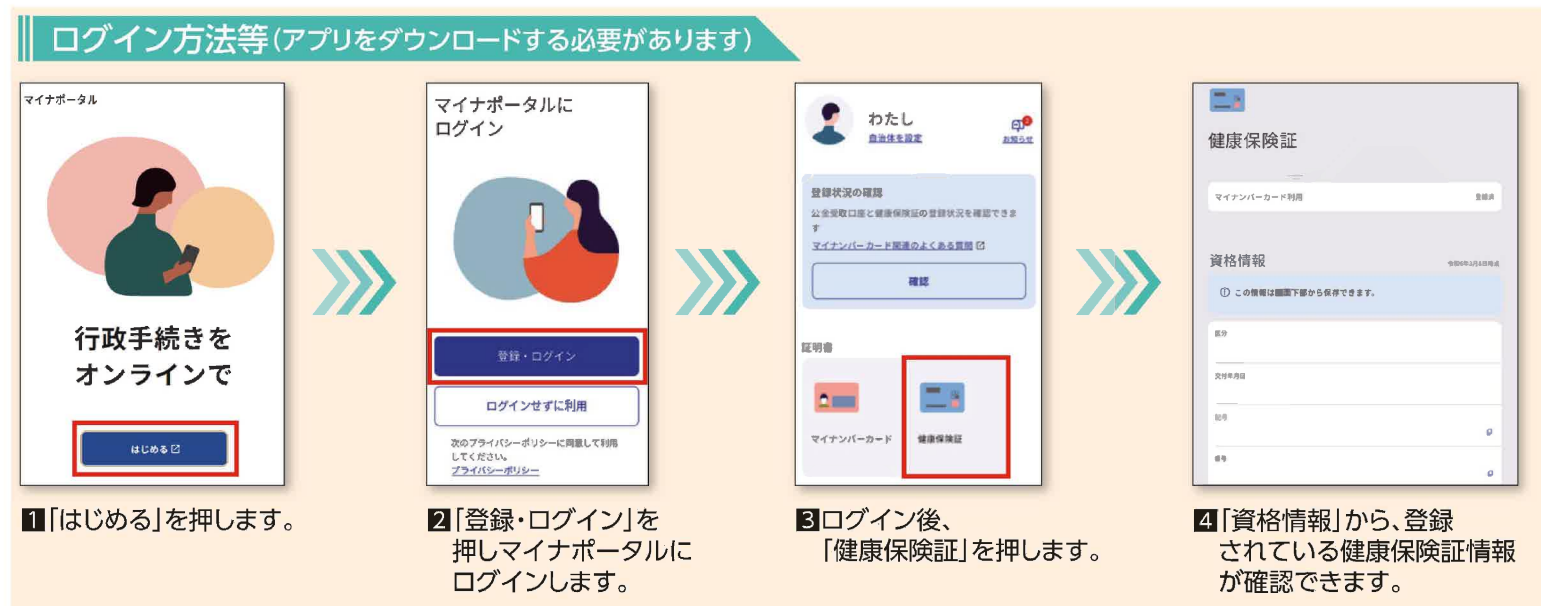 ログイン方法等(アプリをダウンロードする必要があります)
マイナポータル
行政手続きを
オンラインで
はじめる
1「はじめる」を押します。
マイナポータルに
ログイン
登録・ログイン
ログインせずに利用
次のプライバシーポリシーに同意して利用
してください。
プライバシーポリシー
2「登録・ログイン」を
押しマイナポータルに
ログインします。
わたし
自治体を設定
2
お知らせ
登録状況の確認
公金受取口座と健康保険証の登録状況を確認できま
す
マイナンバーカード関連のよくある質問
確認
証明書
マイナンバーカード
健康保険証
3ログイン後、
「健康保険証」を押します。
健康保険証
マイナンバーカード利用
登録済
資格情報
この情報は画面下部から保存できます。
区分
交付年月日
記号
番号
4「資格情報」から、登録
されている健康保険証情報
が確認できます。